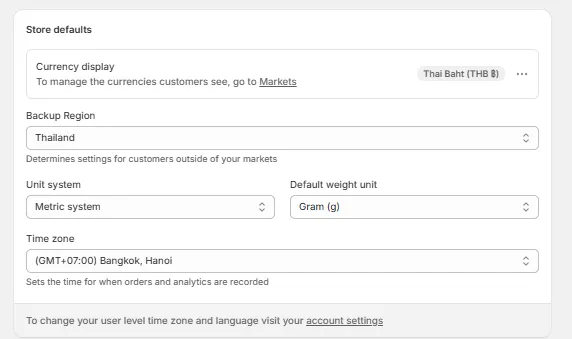 Store defaults
Currency display
To manage the currencies customers see, go to Markets
Thai Baht (THB ฿)
Backup Region
Thailand
Determines settings for customers outside of your markets
Unit system
Default weight unit
Metric system
Gram (g)
Time zone
(GMT+07:00) Bangkok, Hanoi
Sets the time for when orders and analytics are recorded
To change your user level time zone and language visit your account settings